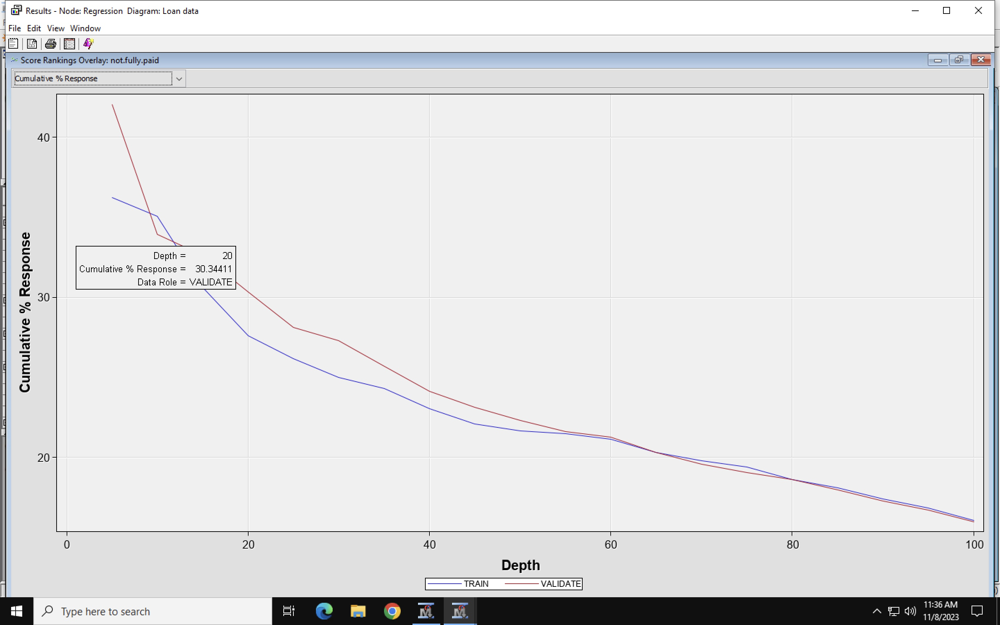 Results - Node: Regression  Diagram: Loan data
File Edit View Window
Score Rankings Overlay: not.fully.paid
Cumulative % Response
40
30
20
Cumulative % Response
Depth = 20
Cumulative % Response = 30.34411
Data Role = VALIDATE
0 20 40 60 80 100
Depth
TRAIN VALIDATE
Type here to search
11:36 AM
11/8/2023